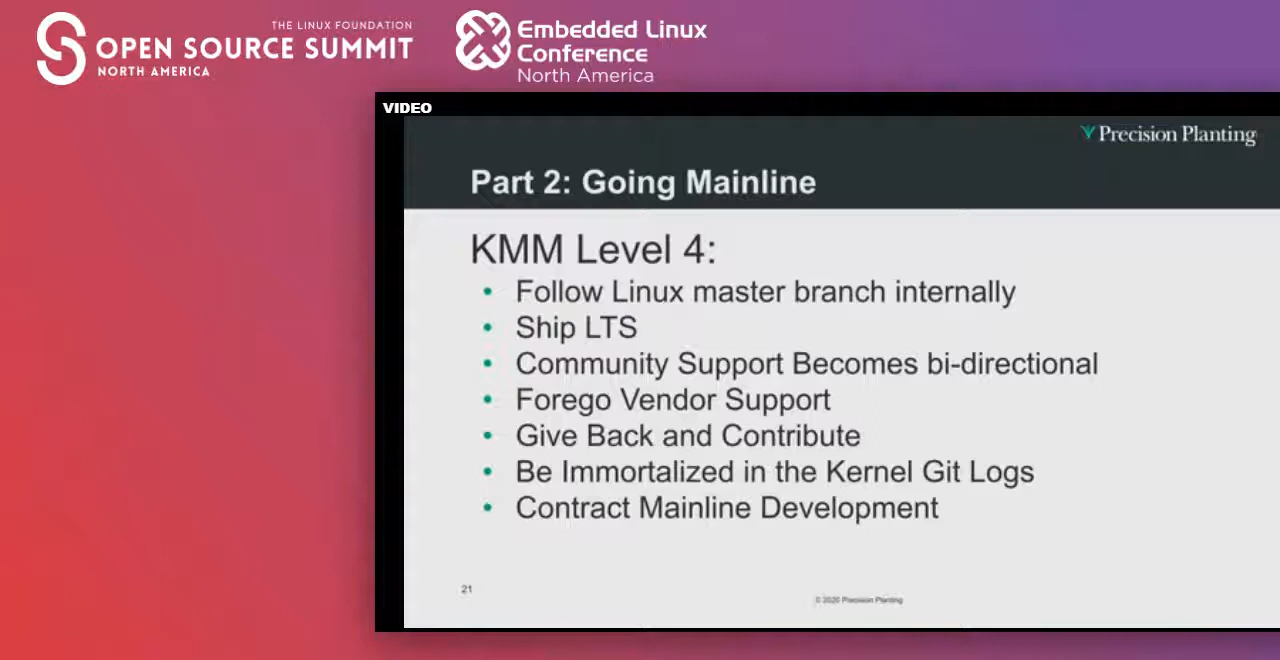 THE LINUX FOUNDATION
OPEN SOURCE SUMMIT
NORTH AMERICA
Embedded Linux
Conference
North America
VIDEO
Precision Planting
Part 2: Going Mainline
KMM Level 4:
• Follow Linux master branch internally
• Ship LTS
• Community Support Becomes bi-directional
• Forego Vendor Support
• Give Back and Contribute
• Be Immortalized in the Kernel Git Logs
• Contract Mainline Development
21
© 2020 Precision Planting